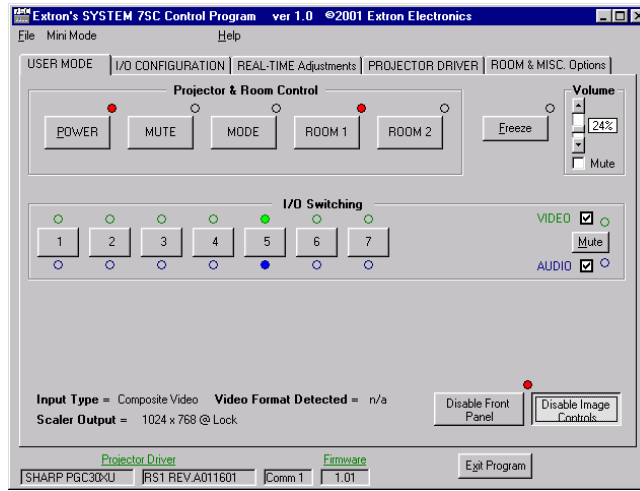 Extron's SYSTEM 7SC Control Program ver 1.0 ©2001 Extron Electronics
File Mini Mode Help
USER MODE I/O CONFIGURATION REAL-TIME Adjustments PROJECTOR DRIVER ROOM & MISC. Options
Projector & Room Control
POWER MUTE MODE ROOM 1 ROOM 2
Freeze
Volume
24%
Mute
I/O Switching
1 2 3 4 5 6 7
VIDEO
Mute
AUDIO
Input Type = Composite Video Video Format Detected = n/a
Scaler Output = 1024 x 768 @ Lock
Disable Front
Panel
Disable Image
Controls
Projector Driver Firmware
SHARP PGC30XU RS1 REV.A011601 Comm 1 1.01
Exit Program